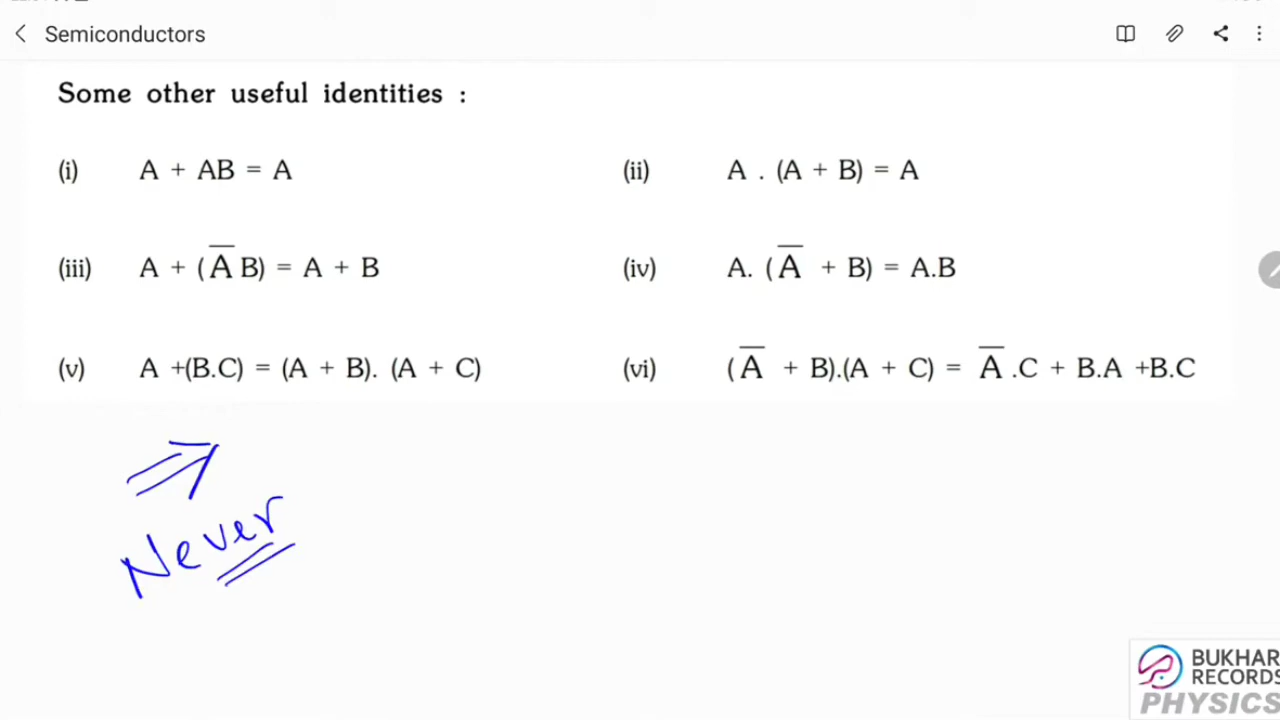 Semiconductors
Some other useful identities :
(i) A + AB = A
(ii) A . (A + B) = A
(iii) A + (A̅ B) = A + B
(iv) A. (A̅ + B) = A.B
(v) A +(B.C) = (A + B). (A + C)
(vi) (A̅ + B).(A + C) = A̅ .C + B.A +B.C
⇒
Never
BUKHAR
RECORDS
PHYSICS